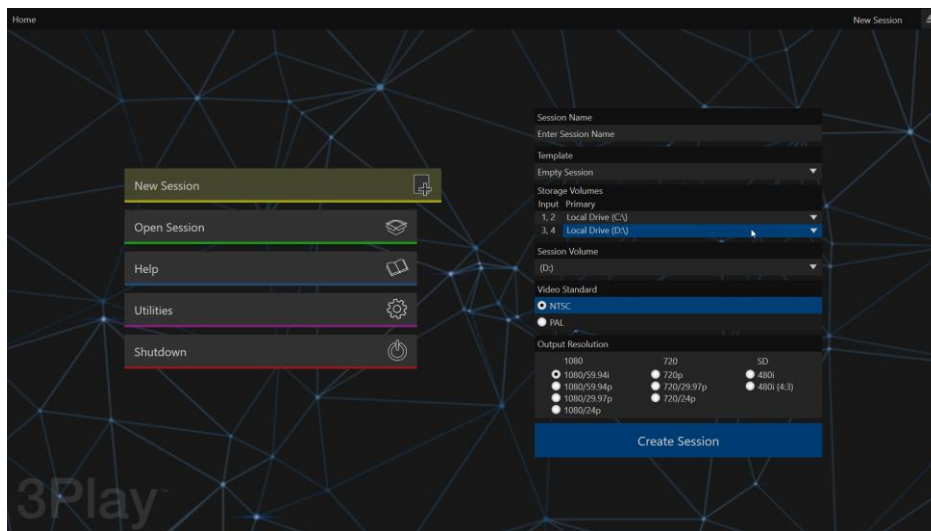 Home
New Session
New Session
Open Session
Help
Utilities
Shutdown
Session Name
Enter Session Name
Template
Empty Session
Storage Volumes
Input Primary
1, 2 Local Drive (C:\)
3, 4 Local Drive (D:\)
Session Volume
(D:)
Video Standard
NTSC
PAL
Output Resolution
1080 720 SD
1080/59.94i 720p 480i
1080/59.94p 720/29.97p 480i (4:3)
1080/29.97p 720/24p
1080/24p
Create Session
3Play™